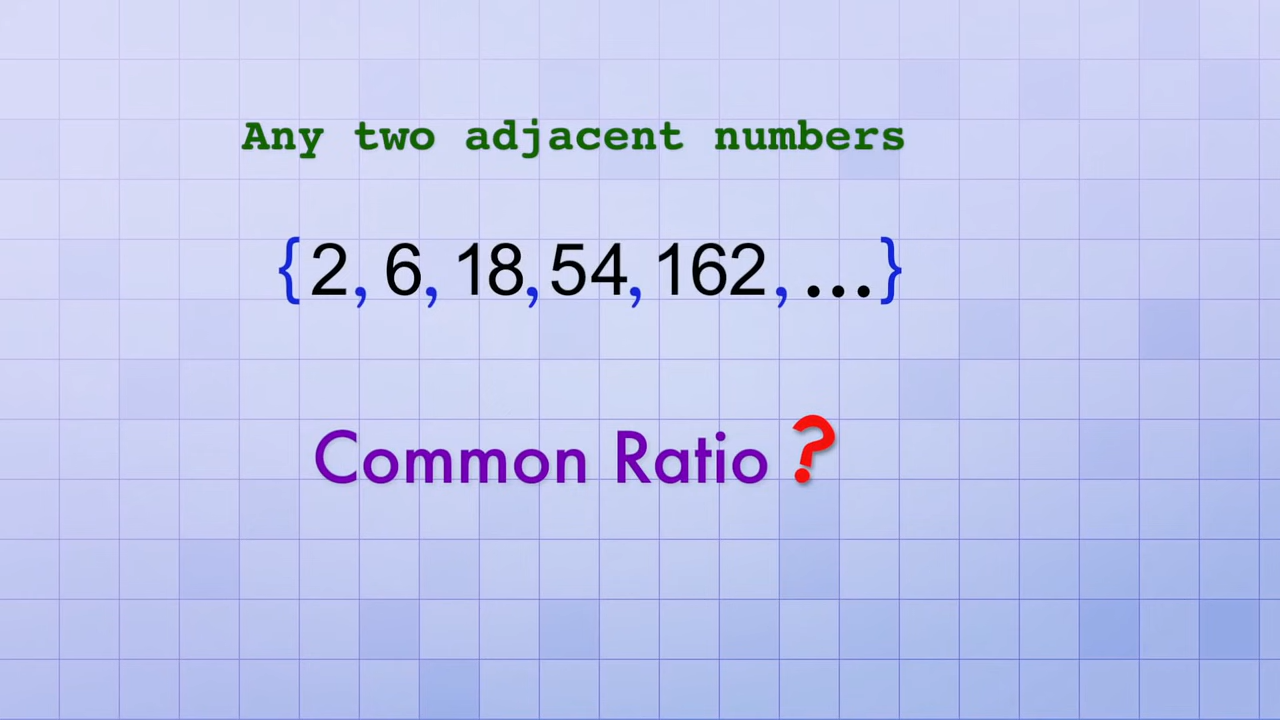 Any two adjacent numbers
{2, 6, 18, 54, 162, ...}
Common Ratio ?